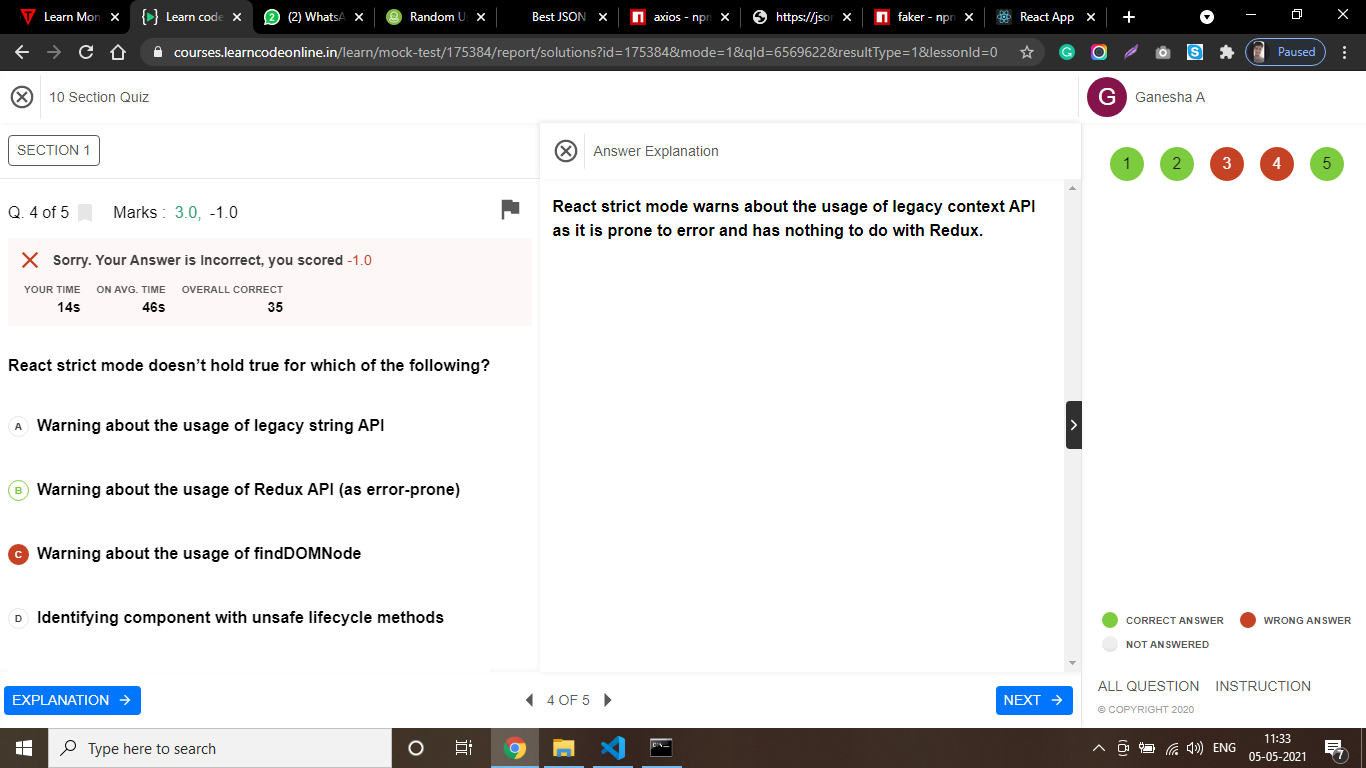 Learn Mon
Learn code
(2) WhatsA
Random U
Best JSON
axios - npm
https://jsor
faker - npm
React App
courses.learncodeonline.in/learn/mock-test/175384/report/solutions?id=175384&mode=1&qId=6569622&resultType=1&lessonId=0
Paused
10 Section Quiz
G
Ganesha A
SECTION 1
Answer Explanation
1 2 3 4 5
Q. 4 of 5
Marks : 3.0, -1.0
Sorry. Your Answer is Incorrect, you scored -1.0
YOUR TIME ON AVG. TIME OVERALL CORRECT
14s 46s 35
React strict mode doesn’t hold true for which of the following?
A Warning about the usage of legacy string API
B Warning about the usage of Redux API (as error-prone)
C Warning about the usage of findDOMNode
D Identifying component with unsafe lifecycle methods
React strict mode warns about the usage of legacy context API
as it is prone to error and has nothing to do with Redux.
CORRECT ANSWER WRONG ANSWER
NOT ANSWERED
EXPLANATION
4 OF 5
NEXT
ALL QUESTION INSTRUCTION
© COPYRIGHT 2020
Type here to search
ENG
11:33
05-05-2021
7